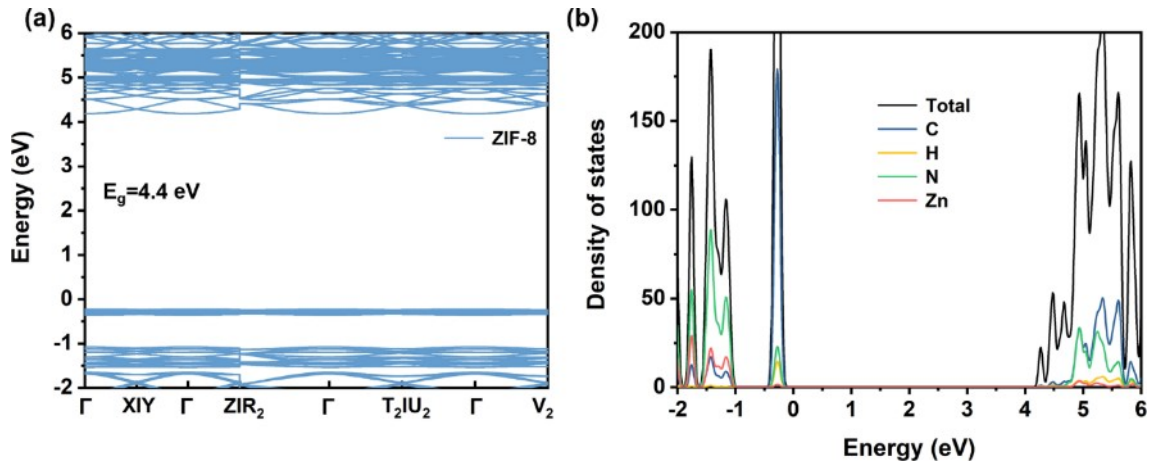 (a)
6
5
4
3
2
1
0
-1
-2
Energy (eV)
ZIF-8
E_g=4.4 eV
Γ XIY Γ ZIR₂ Γ T₂IU₂ Γ V₂
(b)
200
150
100
50
0
Density of states
Total
C
H
N
Zn
-2 -1 0 1 2 3 4 5 6
Energy (eV)